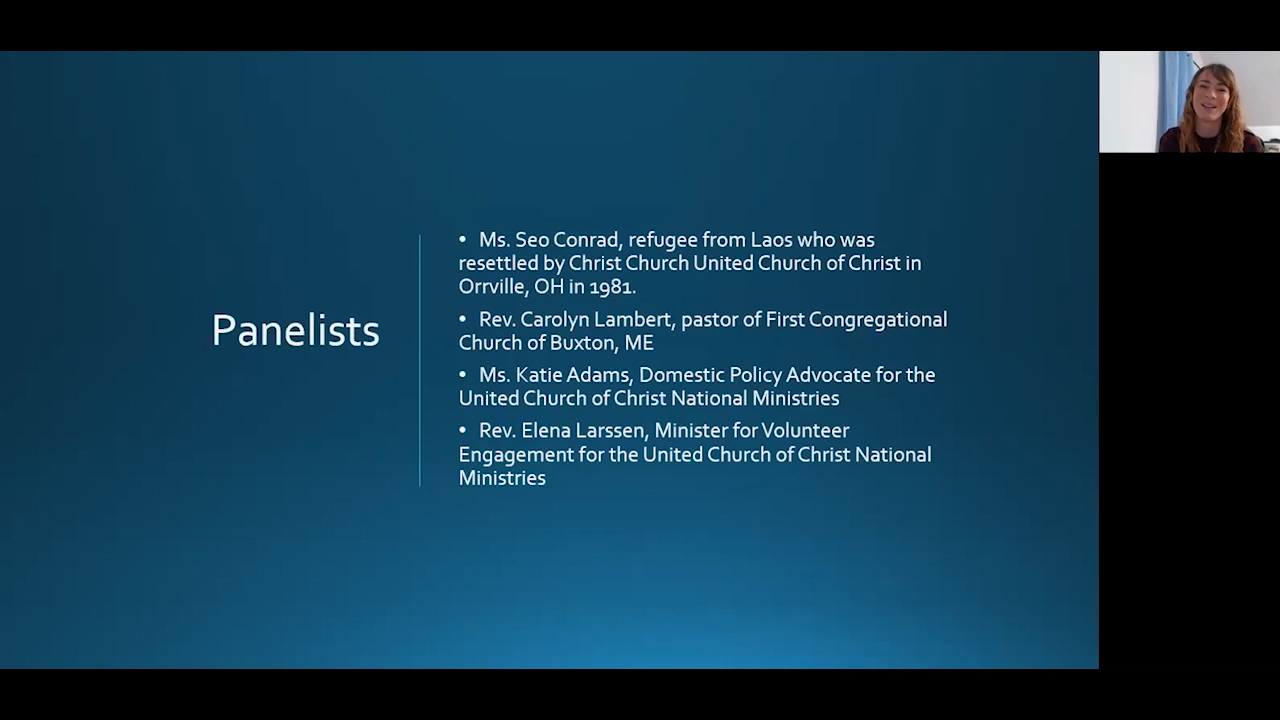 Panelists
• Ms. Seo Conrad, refugee from Laos who was
resettled by Christ Church United Church of Christ in
Orrville, OH in 1981.
• Rev. Carolyn Lambert, pastor of First Congregational
Church of Buxton, ME
• Ms. Katie Adams, Domestic Policy Advocate for the
United Church of Christ National Ministries
• Rev. Elena Larssen, Minister for Volunteer
Engagement for the United Church of Christ National
Ministries